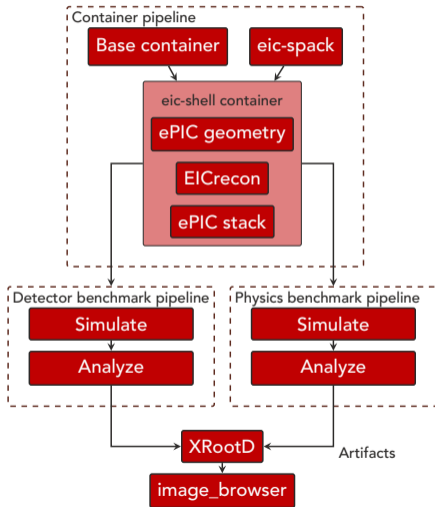 Container pipeline
Base container
eic-spack
eic-shell container
ePIC geometry
EICrecon
ePIC stack
Detector benchmark pipeline
Physics benchmark pipeline
Simulate
Simulate
Analyze
Analyze
XRootD
Artifacts
image_browser